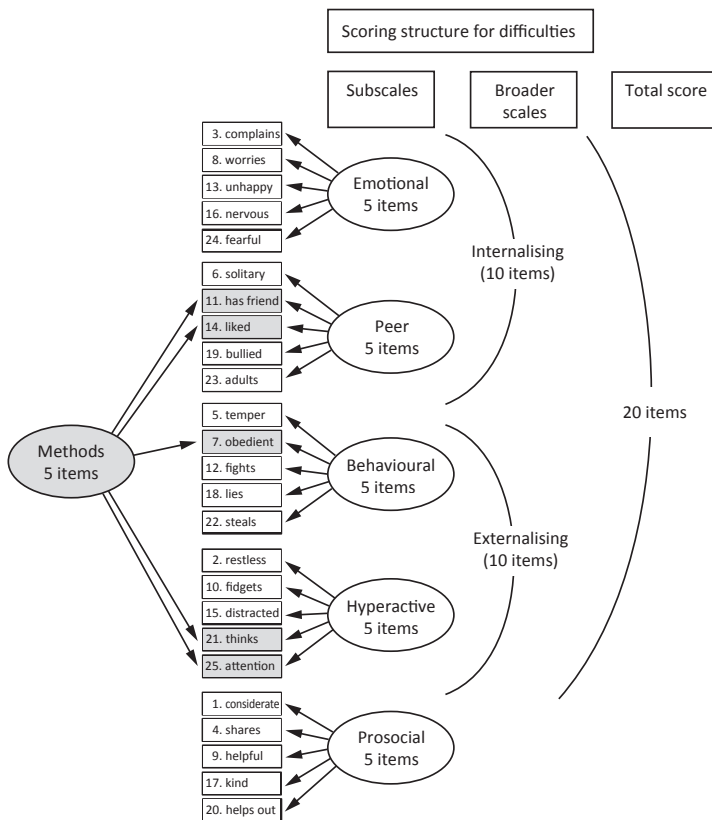 Scoring structure for difficulties
Subscales
Broader
scales
Total score
3. complains
8. worries
13. unhappy
16. nervous
24. fearful
Emotional
5 items
Internalising
(10 items)
6. solitary
11. has friend
14. liked
19. bullied
23. adults
Peer
5 items
20 items
Methods
5 items
5. temper
7. obedient
12. fights
18. lies
22. steals
Behavioural
5 items
Externalising
(10 items)
2. restless
10. fidgets
15. distracted
21. thinks
25. attention
Hyperactive
5 items
1. considerate
4. shares
9. helpful
17. kind
20. helps out
Prosocial
5 items